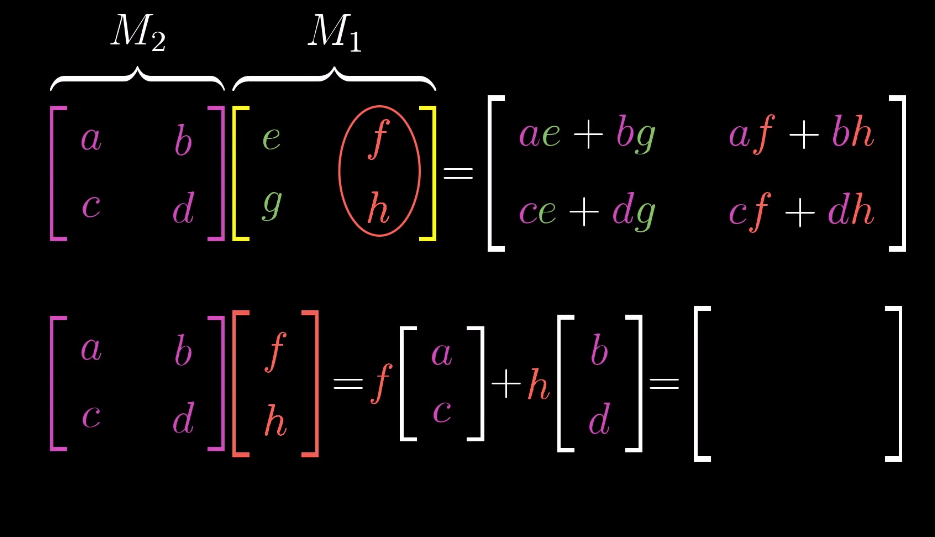 M₂ M₁
[a b; c d] [e f; g h] = [ae + bg af + bh; ce + dg cf + dh]
[a b; c d] [f; h] = f [a; c] + h [b; d] = [ ]